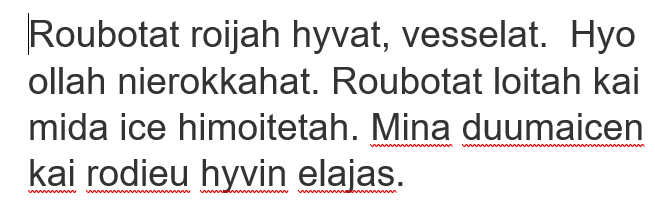 Roubotat roijah hyvat, vesselat.  Hyo
ollah nierokkahat. Roubotat loitah kai
mida ice himoitetah. Mina duumaicen
kai rodieu hyvin elajas.